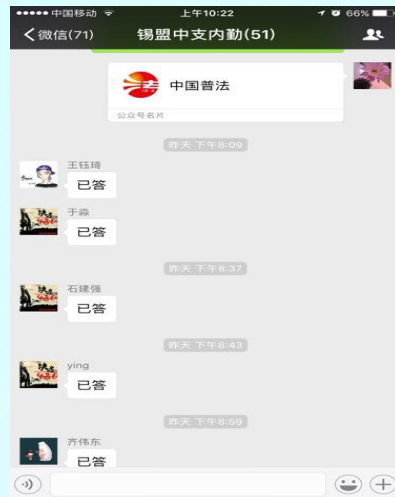 中国移动 上午10:22 66%
微信(71) 锡盟中支内勤(51)
中国普法
公众号名片
昨天 下午8:09
王钰琦
已答
于淼
已答
昨天 下午8:37
石建强
已答
昨天 下午8:43
ying
已答
昨天 下午8:59
齐伟东
已答